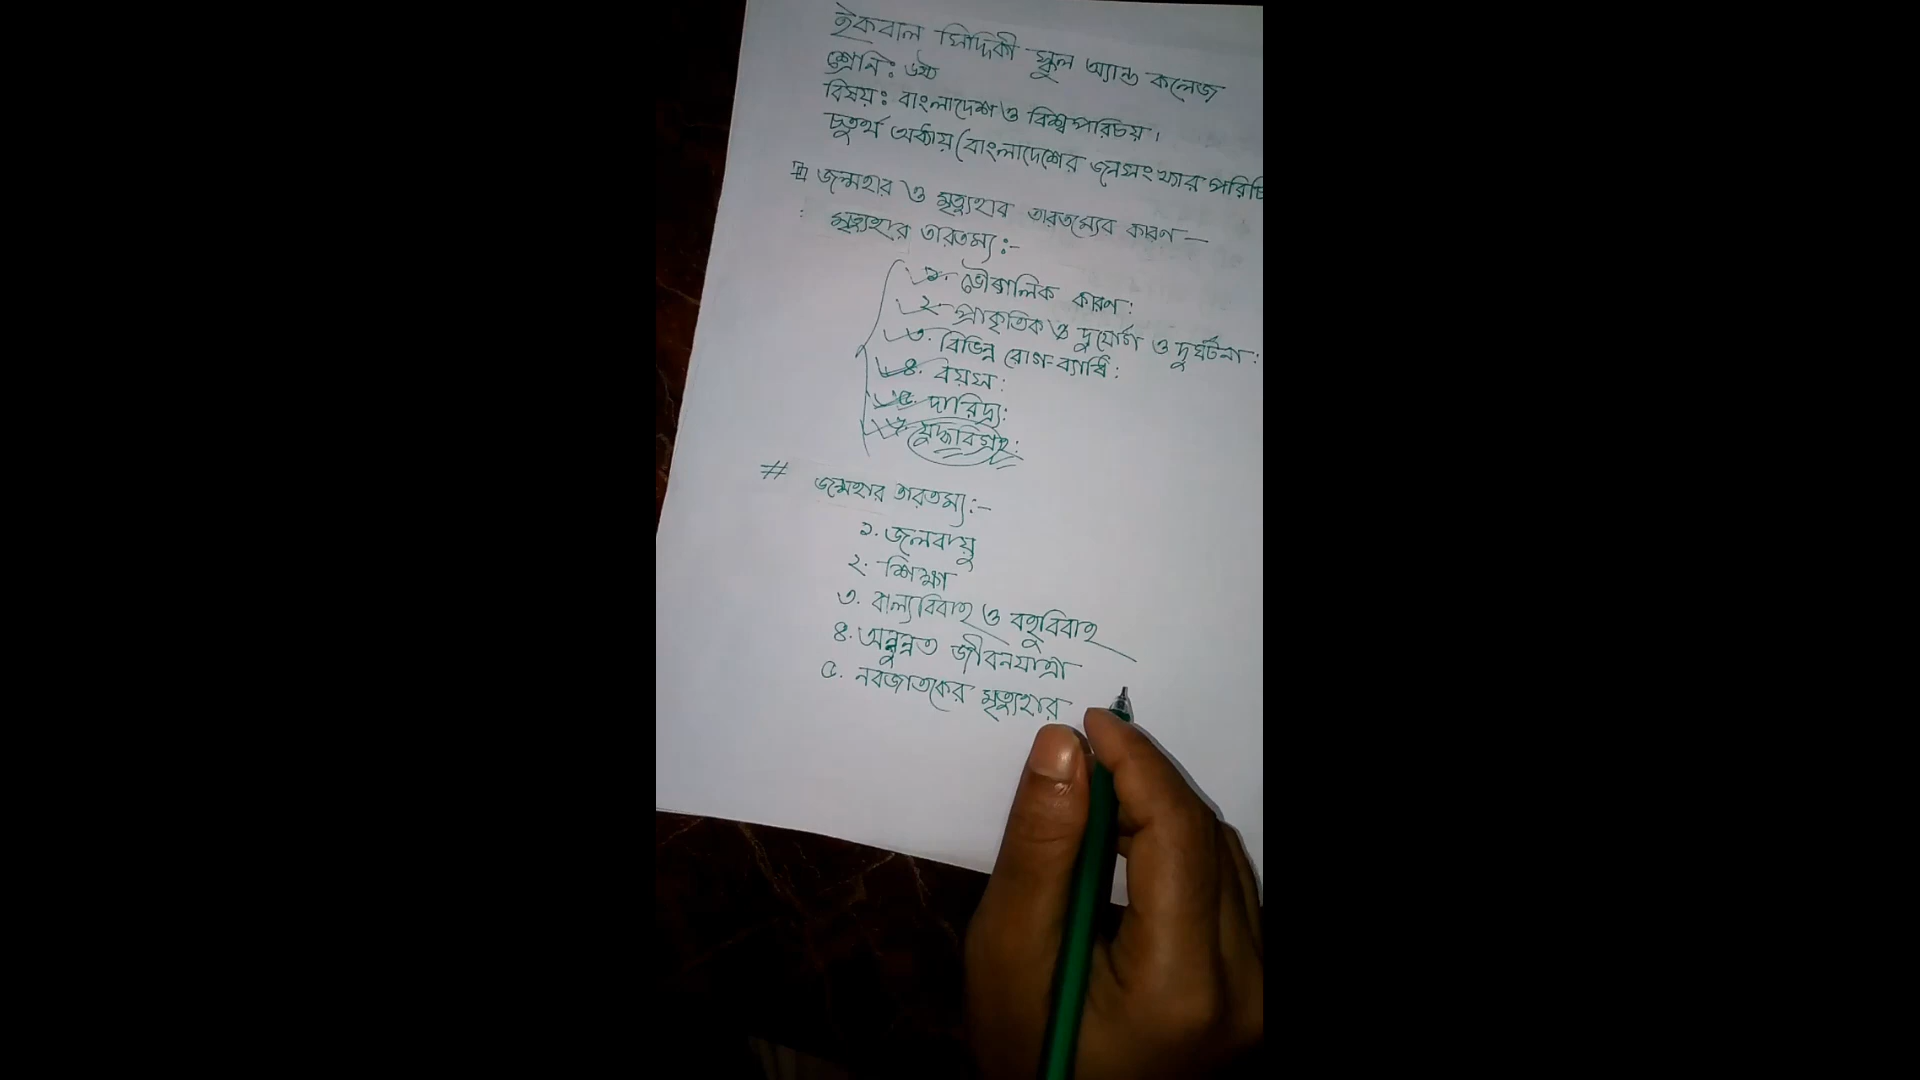 ইকবাল সিদ্দিকী স্কুল অ্যান্ড কলেজ
শ্রেনি: ৬ষ্ঠ
বিষয়: বাংলাদেশ ও বিশ্বপরিচয়।
চতুর্থ অধ্যায় (বাংলাদেশের জনসংখ্যার পরিচি
জন্মহার ও মৃত্যুহার তারতম্যের কারণ —
মৃত্যুহার তারতম্য :-
১. ভৌগলিক কারণ:
২. প্রাকৃতিক ও দুযোর্গ ও দুর্ঘটনা:
৩. বিভিন্ন রোগ-ব্যাধি:
৪. বয়স:
৫. দারিদ্র্য:
যুদ্ধবিগ্রহ:
# জন্মহার তারতম্য :-
১. জলবায়ু
২. শিক্ষা
৩. বাল্যবিবাহ ও বহুবিবাহ
৪. অনুন্নত জীবনযাত্রা
৫. নবজাতকের মৃত্যুহার